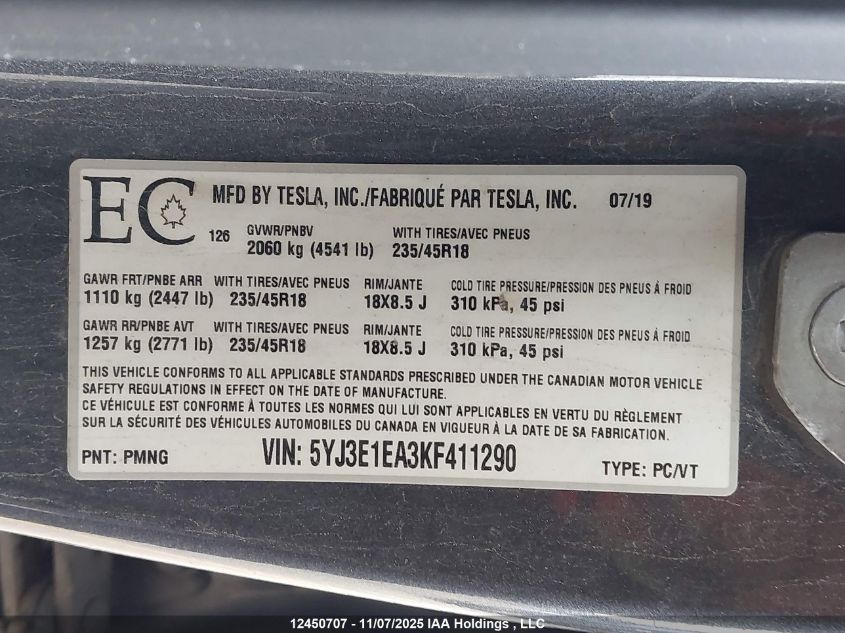 EC MFD BY TESLA, INC./FABRIQUÉ PAR TESLA, INC. 07/19
126 GVWR/PNBV WITH TIRES/AVEC PNEUS
2060 kg (4541 lb) 235/45R18
GAWR FRT/PNBE ARR WITH TIRES/AVEC PNEUS RIM/JANTE COLD TIRE PRESSURE/PRESSION DES PNEUS À FROID
1110 kg (2447 lb) 235/45R18 18X8.5 J 310 kPa, 45 psi
GAWR RR/PNBE AVT WITH TIRES/AVEC PNEUS RIM/JANTE COLD TIRE PRESSURE/PRESSION DES PNEUS À FROID
1257 kg (2771 lb) 235/45R18 18X8.5 J 310 kPa, 45 psi
THIS VEHICLE CONFORMS TO ALL APPLICABLE STANDARDS PRESCRIBED UNDER THE CANADIAN MOTOR VEHICLE
SAFETY REGULATIONS IN EFFECT ON THE DATE OF MANUFACTURE.
CE VÉHICULE EST CONFORME À TOUTES LES NORMES QUI LUI SONT APPLICABLES EN VERTU DU RÈGLEMENT
SUR LA SÉCURITÉ DES VÉHICULES AUTOMOBILES DU CANADA EN VIGUEUR À LA DATE DE SA FABRICATION.
PNT: PMNG VIN: 5YJ3E1EA3KF411290 TYPE: PC/VT
12450707 - 11/07/2025 IAA Holdings, LLC